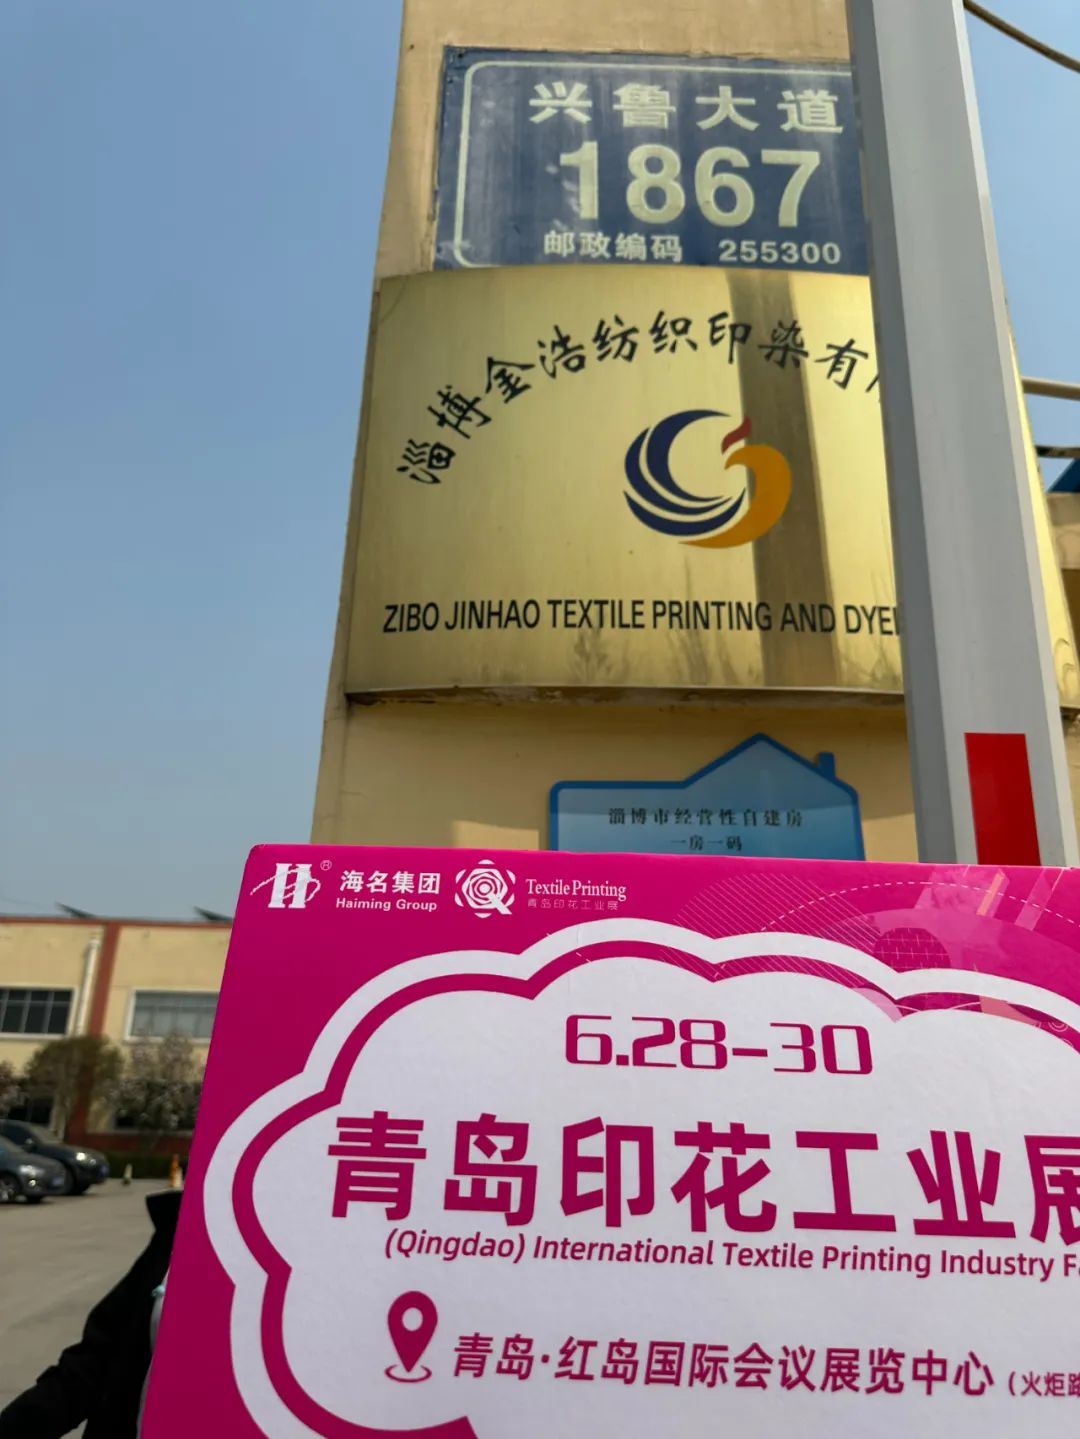 兴鲁大道
1867
邮政编码 255300
淄博金浩纺织印染有
ZIBO JINHAO TEXTILE PRINTING AND DYE
淄博市经营性自建房
一房一码
海名集团
Haiming Group
Textile Printing
青岛印花工业展
6.28-30
青岛印花工业展
(Qingdao) International Textile Printing Industry Fa
青岛·红岛国际会议展览中心（火炬路